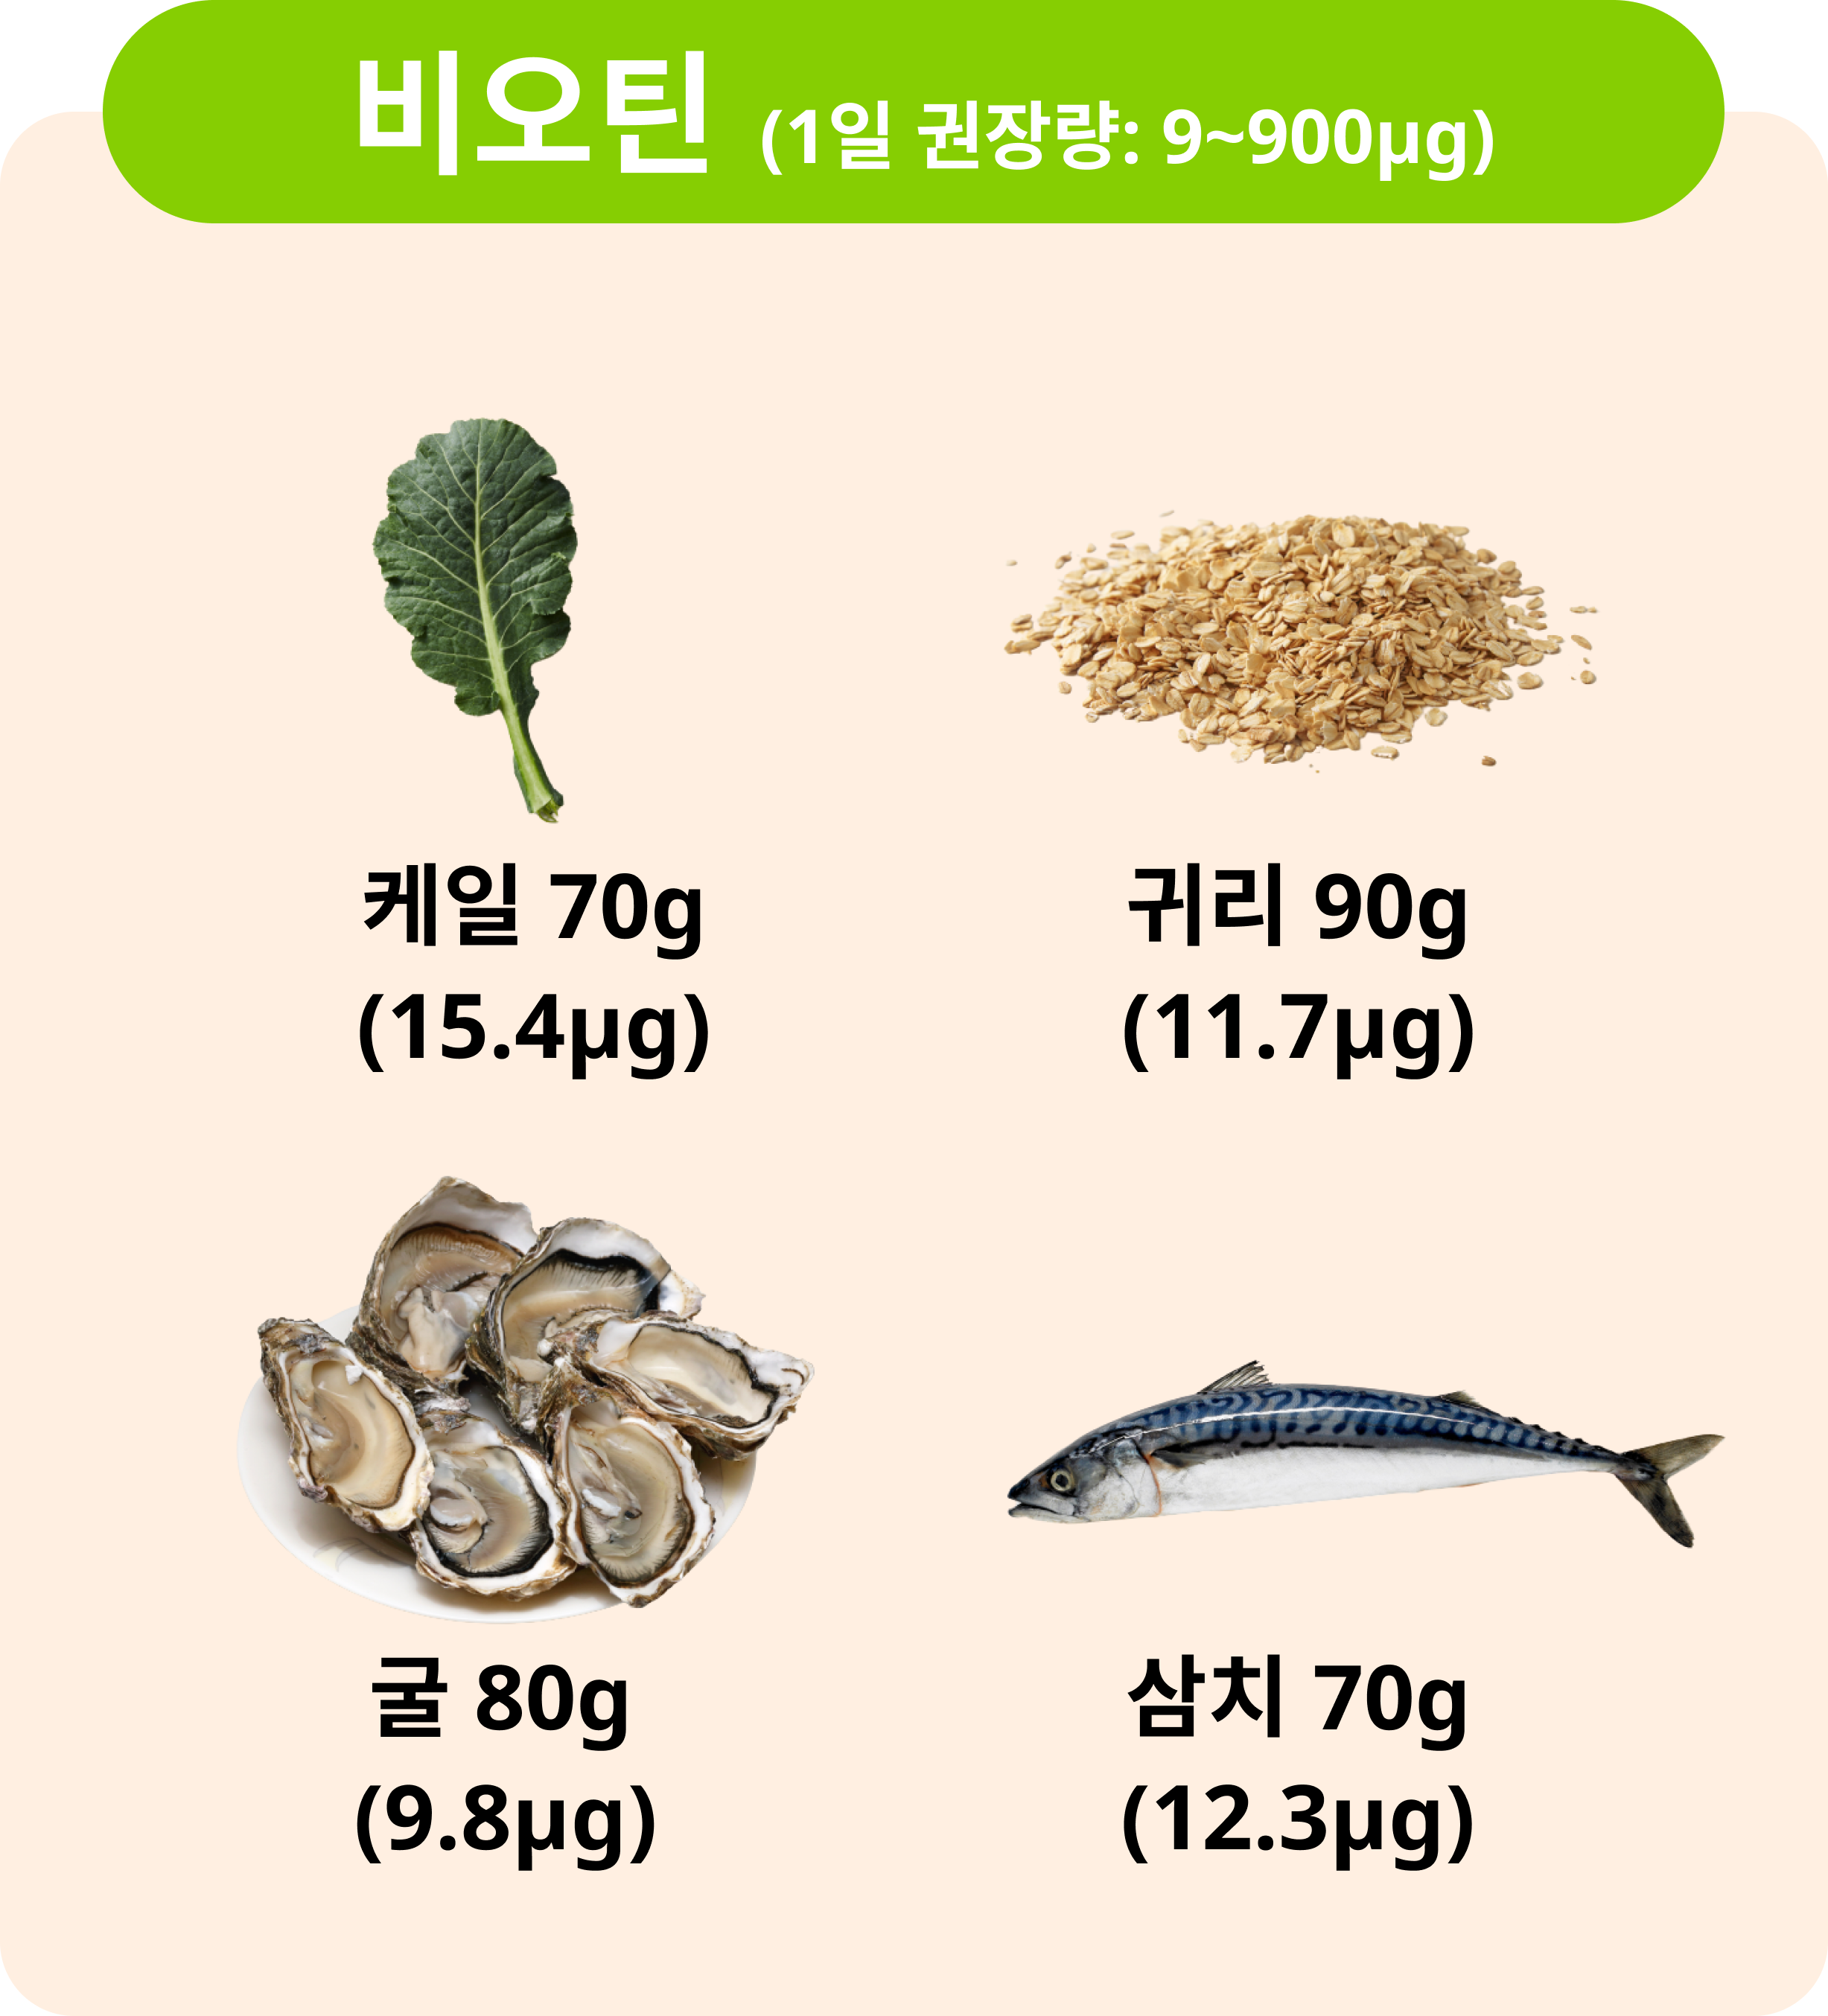 비오틴 (1일 권장량: 9~900μg)
케일 70g
(15.4μg)
귀리 90g
(11.7μg)
굴 80g
(9.8μg)
삼치 70g
(12.3μg)